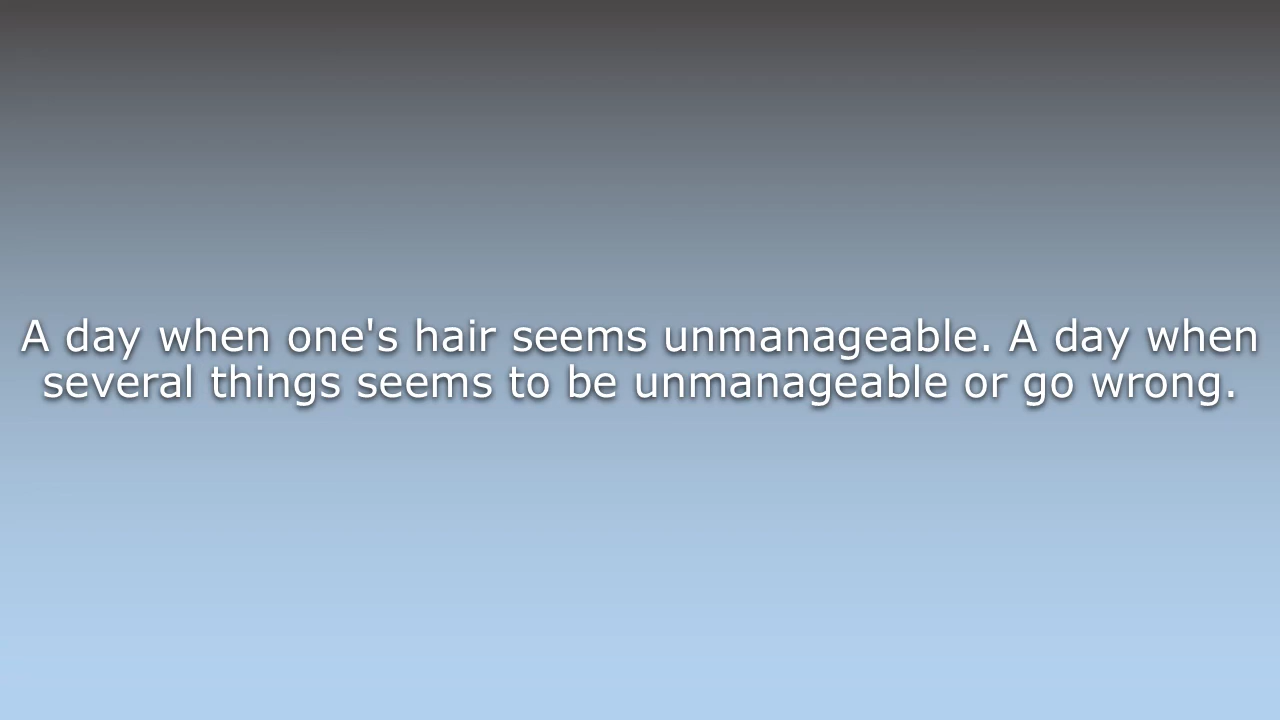 A day when one's hair seems unmanageable. A day when
several things seems to be unmanageable or go wrong.